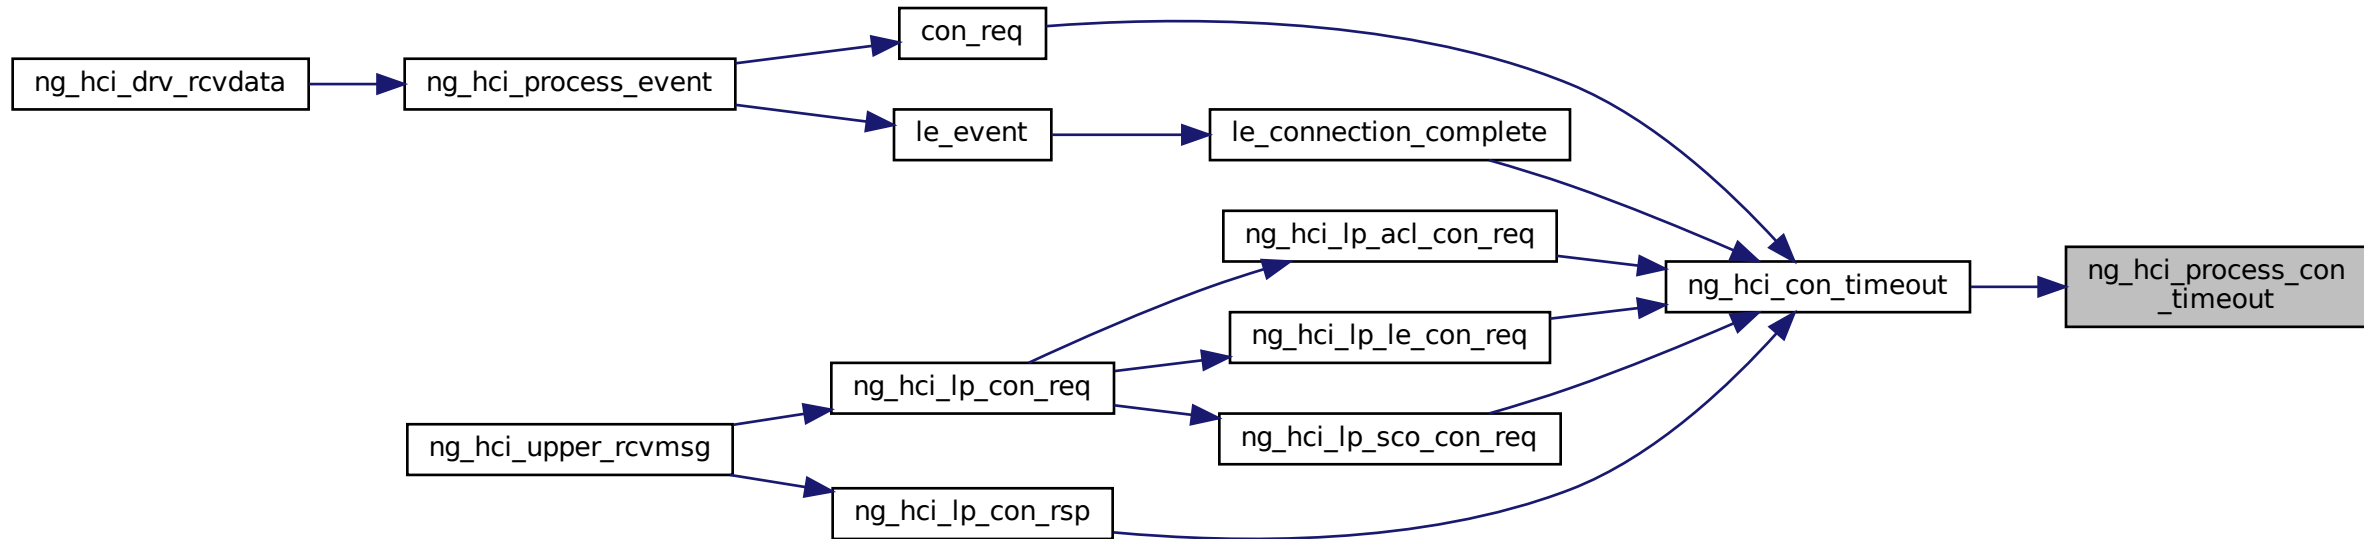 con_req
ng_hci_drv_rcvdata
ng_hci_process_event
le_event
le_connection_complete
ng_hci_lp_acl_con_req
ng_hci_process_con
_timeout
ng_hci_con_timeout
ng_hci_lp_le_con_req
ng_hci_lp_con_req
ng_hci_lp_sco_con_req
ng_hci_upper_rcvmsg
ng_hci_lp_con_rsp